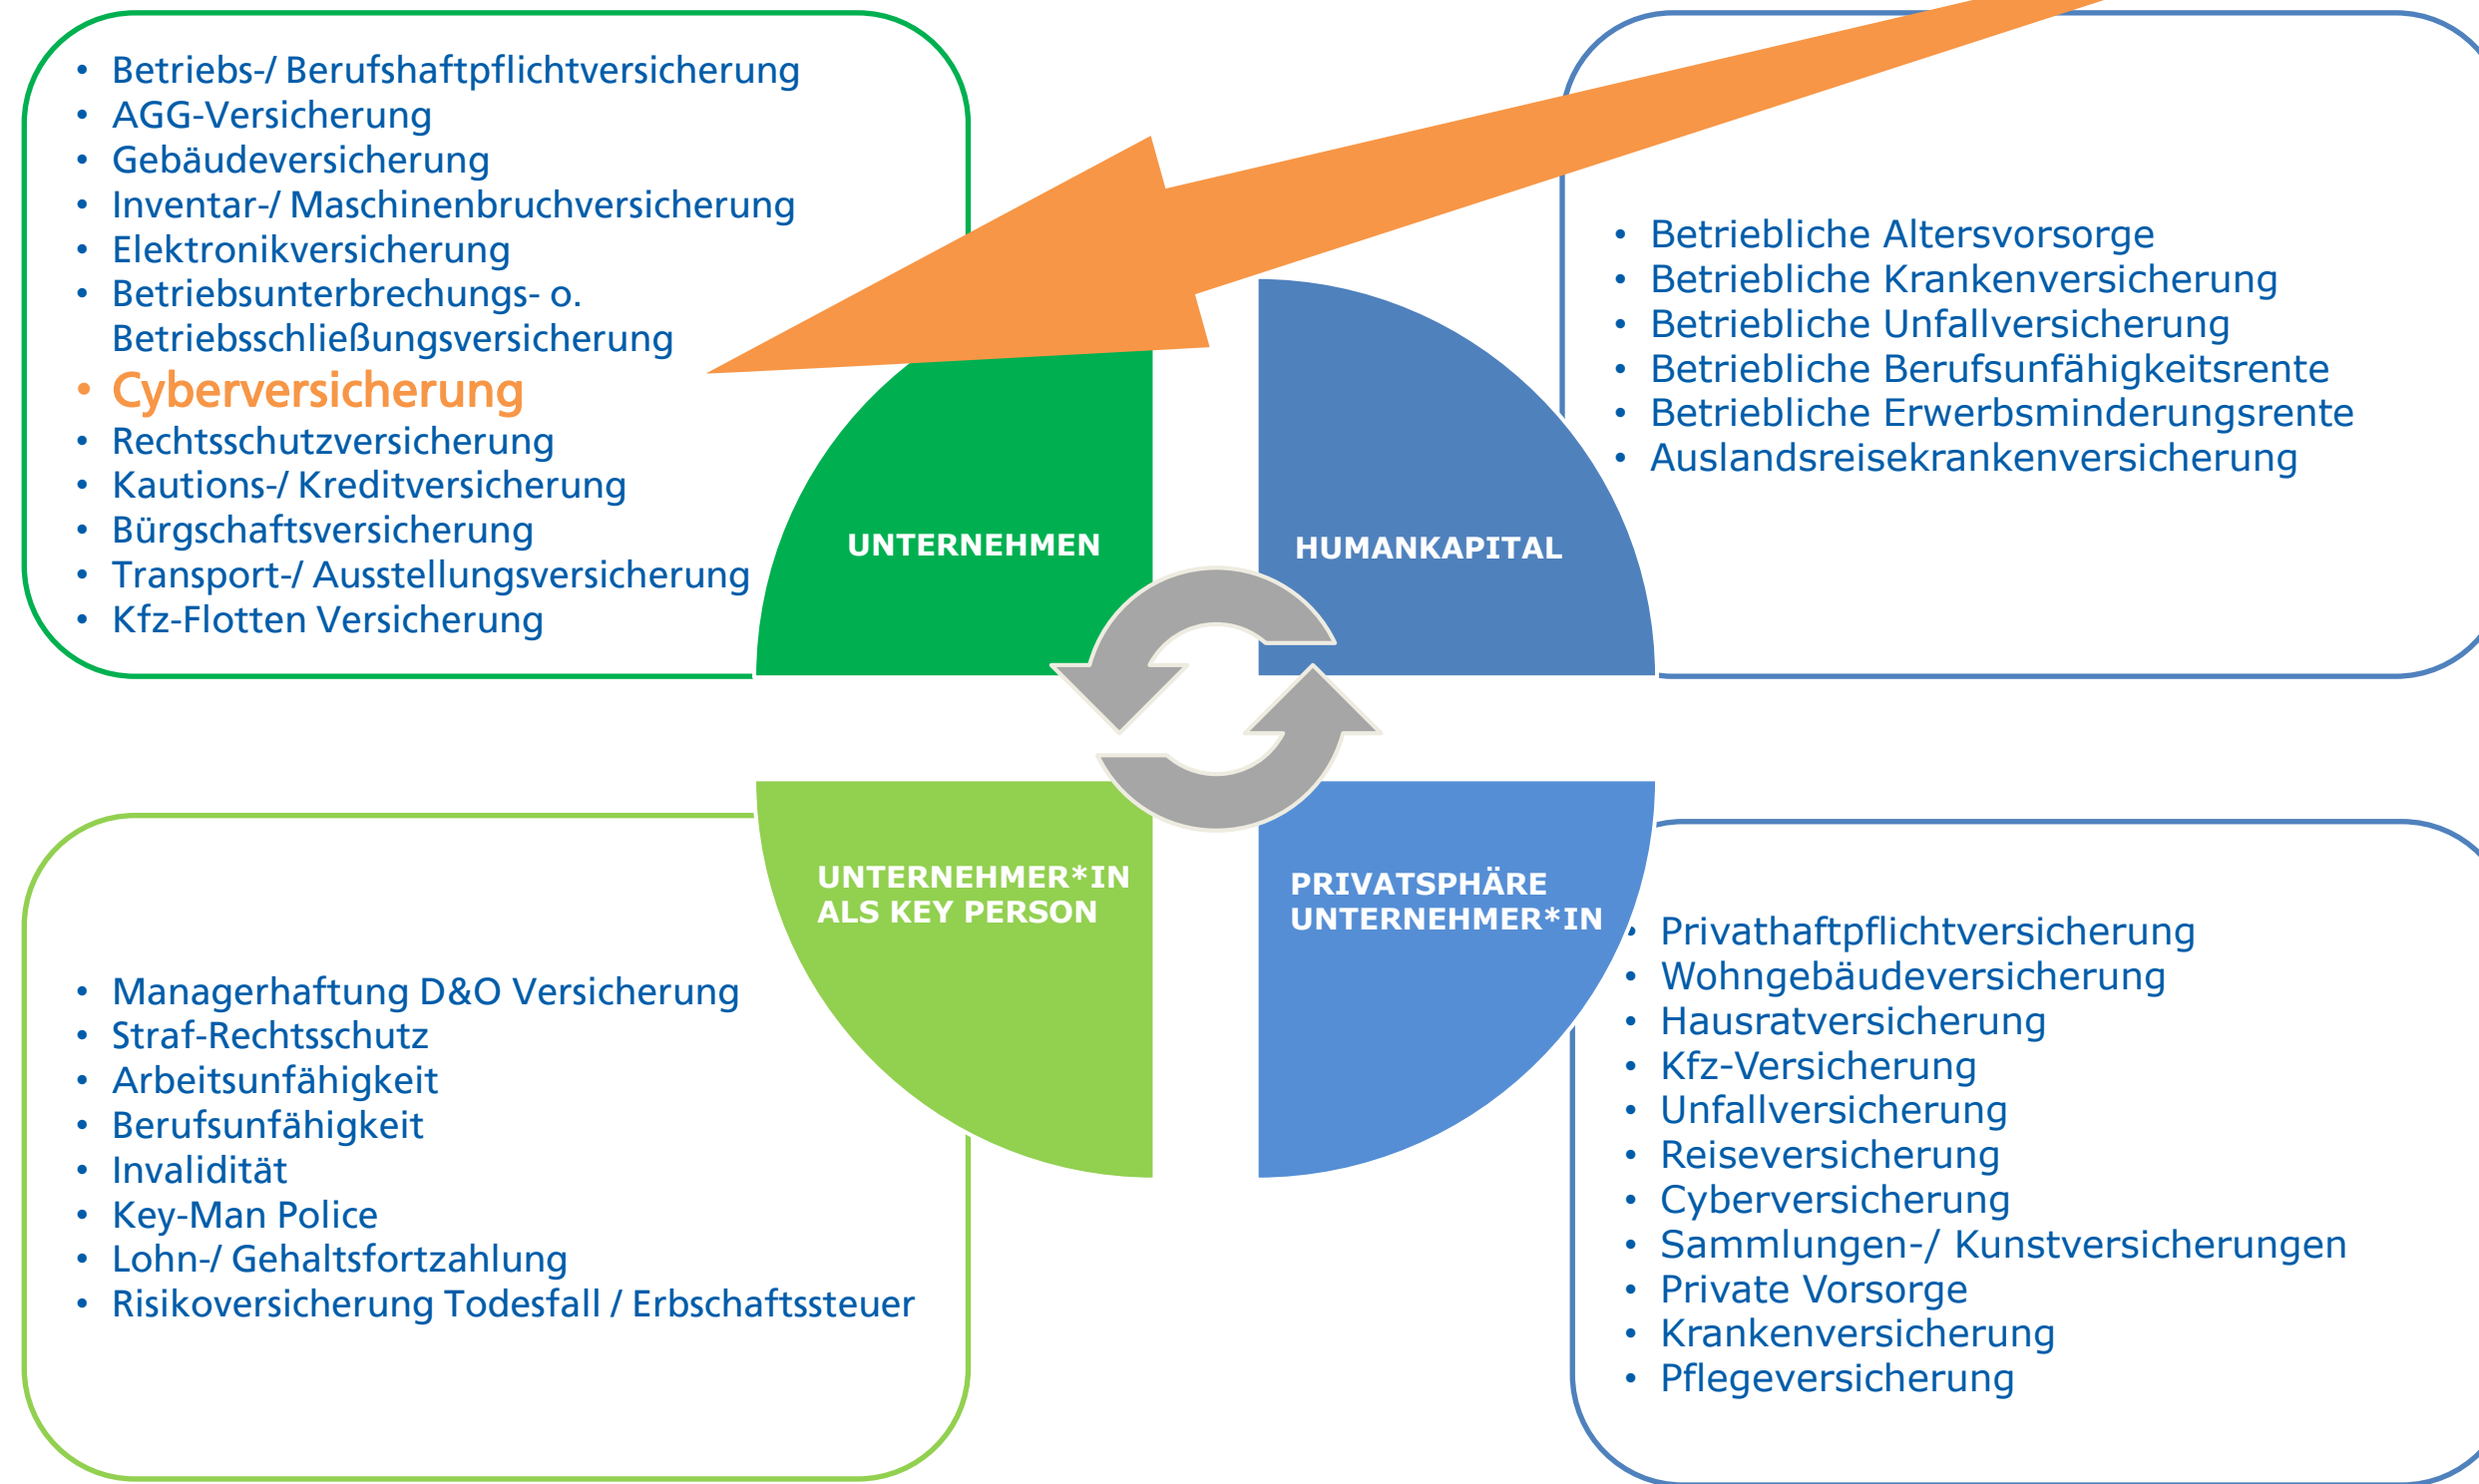 • Betriebs-/ Berufshaftpflichtversicherung
• AGG-Versicherung
• Gebäudeversicherung
• Inventar-/ Maschinenbruchversicherung
• Elektronikversicherung
• Betriebsunterbrechungs- o.
Betriebsschließungsversicherung
• Cyberversicherung
• Rechtsschutzversicherung
• Kautions-/ Kreditversicherung
• Bürgschaftsversicherung
• Transport-/ Ausstellungsversicherung
• Kfz-Flotten Versicherung
UNTERNEHMEN
HUMANKAPITAL
• Betriebliche Altersvorsorge
• Betriebliche Krankenversicherung
• Betriebliche Unfallversicherung
• Betriebliche Berufsunfähigkeitsrente
• Betriebliche Erwerbsminderungsrente
• Auslandsreisekrankenversicherung
UNTERNEHMER*IN
ALS KEY PERSON
• Managerhaftung D&O Versicherung
• Straf-Rechtsschutz
• Arbeitsunfähigkeit
• Berufsunfähigkeit
• Invalidität
• Key-Man Police
• Lohn-/ Gehaltsfortzahlung
• Risikoversicherung Todesfall / Erbschaftssteuer
PRIVATSPHÄRE
UNTERNEHMER*IN
• Privathaftpflichtversicherung
• Wohngebäudeversicherung
• Hausratversicherung
• Kfz-Versicherung
• Unfallversicherung
• Reiseversicherung
• Cyberversicherung
• Sammlungen-/ Kunstversicherungen
• Private Vorsorge
• Krankenversicherung
• Pflegeversicherung